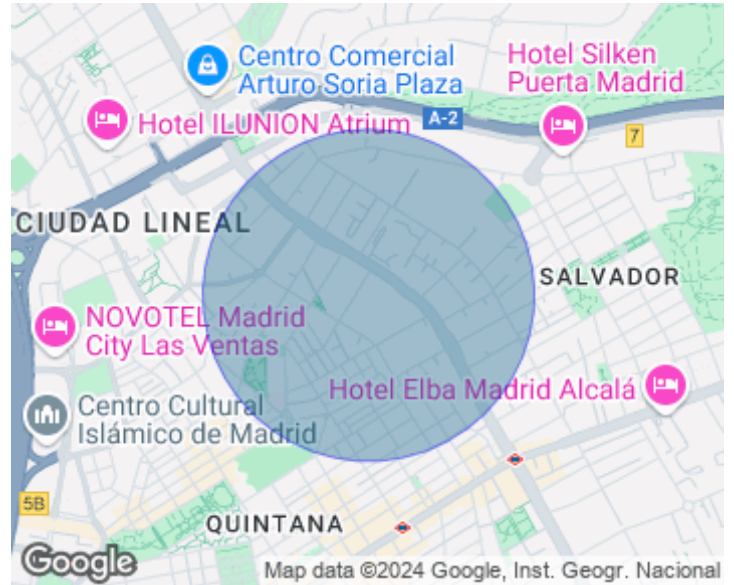 Centro Comercial
Arturo Soria Plaza
Hotel Silken
Puerta Madrid
Hotel ILUNION Atrium
A-2
7
CIUDAD LINEAL
SALVADOR
NOVOTEL Madrid
City Las Ventas
Hotel Elba Madrid Alcalá
Centro Cultural
Islámico de Madrid
5B
QUINTANA
Google
Map data ©2024 Google, Inst. Geogr. Nacional